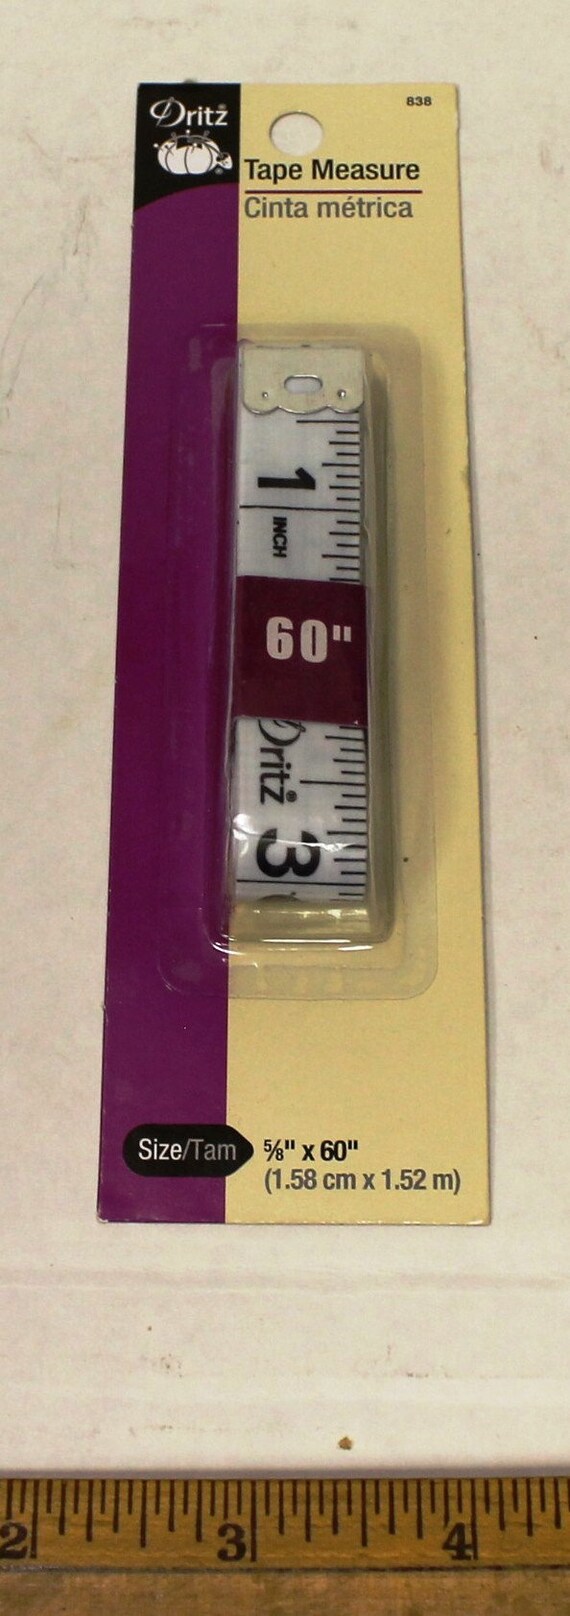 838
Dritz®
Tape Measure
Cinta métrica
1
INCH
60"
Dritz®
3
Size/Tam
⅝" x 60"
(1.58 cm x 1.52 m)
2 3 4